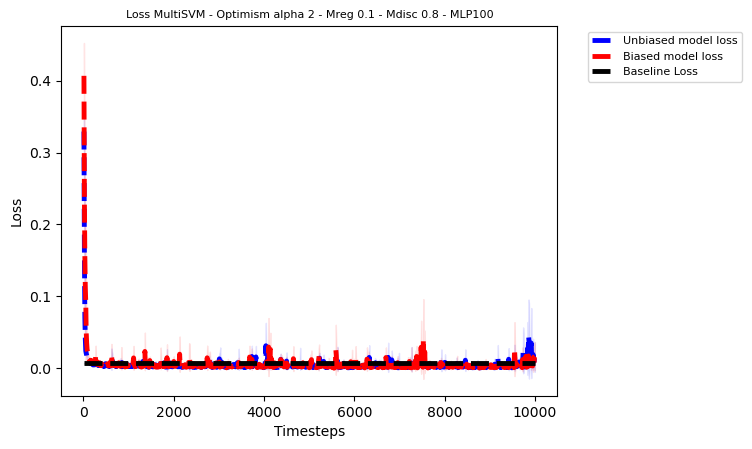 Loss MultiSVM - Optimism alpha 2 - Mreg 0.1 - Mdisc 0.8 - MLP100
Unbiased model loss
Biased model loss
Baseline Loss
Loss
0.4
0.3
0.2
0.1
0.0
0
2000
4000
6000
8000
10000
Timesteps